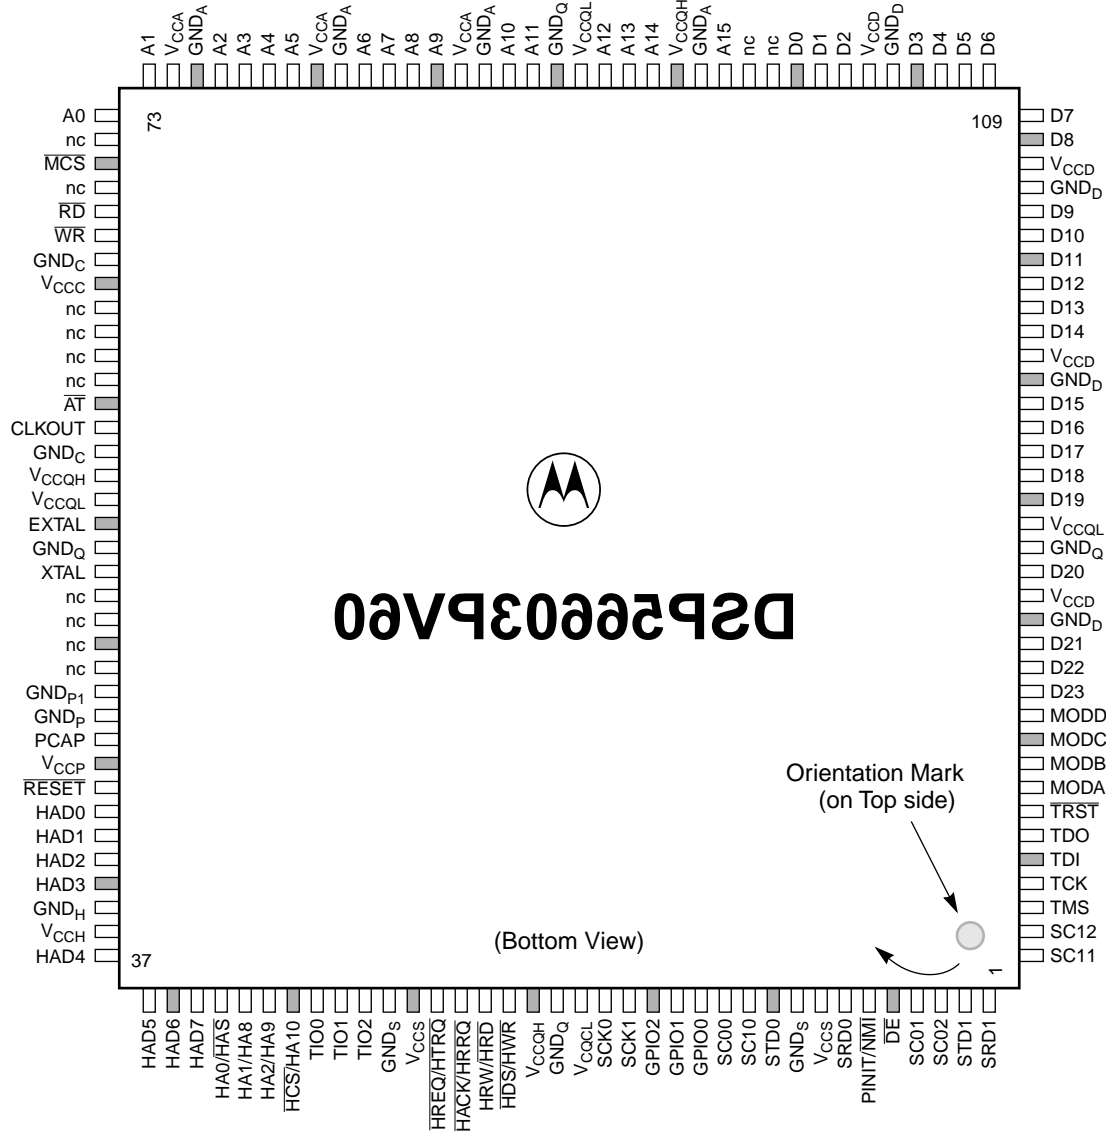 A1
VCCA
GNDA
A2
A3
A4
A5
VCCA
GNDA
A6
A7
A8
A9
VCCA
GNDA
A10
A11
GNDQ
VCCQL
A12
A13
A14
VCCQH
GNDA
A15
nc
nc
D0
D1
D2
VCCD
GNDD
D3
D4
D5
D6
A0
nc
MCS
nc
RD
WR
GNDC
VCCC
nc
nc
nc
nc
AT
CLKOUT
GNDC
VCCQH
VCCQL
EXTAL
GNDQ
XTAL
nc
nc
nc
nc
GNDP1
GNDP
PCAP
VCCP
RESET
HAD0
HAD1
HAD2
HAD3
GNDH
VCCH
HAD4
73
109
DSP56603PV60
Orientation Mark
(on Top side)
(Bottom View)
37
1
D7
D8
VCCD
GNDD
D9
D10
D11
D12
D13
D14
VCCD
GNDD
D15
D16
D17
D18
D19
VCCQL
GNDQ
D20
VCCD
GNDD
D21
D22
D23
MODD
MODC
MODB
MODA
TRST
TDO
TDI
TCK
TMS
SC12
SC11
HAD5
HAD6
HAD7
HA0/HAS
HA1/HA8
HA2/HA9
HCS/HA10
TIO0
TIO1
TIO2
GNDS
VCCS
HREQ/HTRQ
HACK/HRRQ
HRW/HRD
HDS/HWR
VCCQH
GNDQ
VCQCL
SCK0
SCK1
GPIO2
GPIO1
GPIO0
SC00
SC10
STD0
GNDS
VCCS
SRD0
PINIT/NMI
DE
SC01
SC02
STD1
SRD1